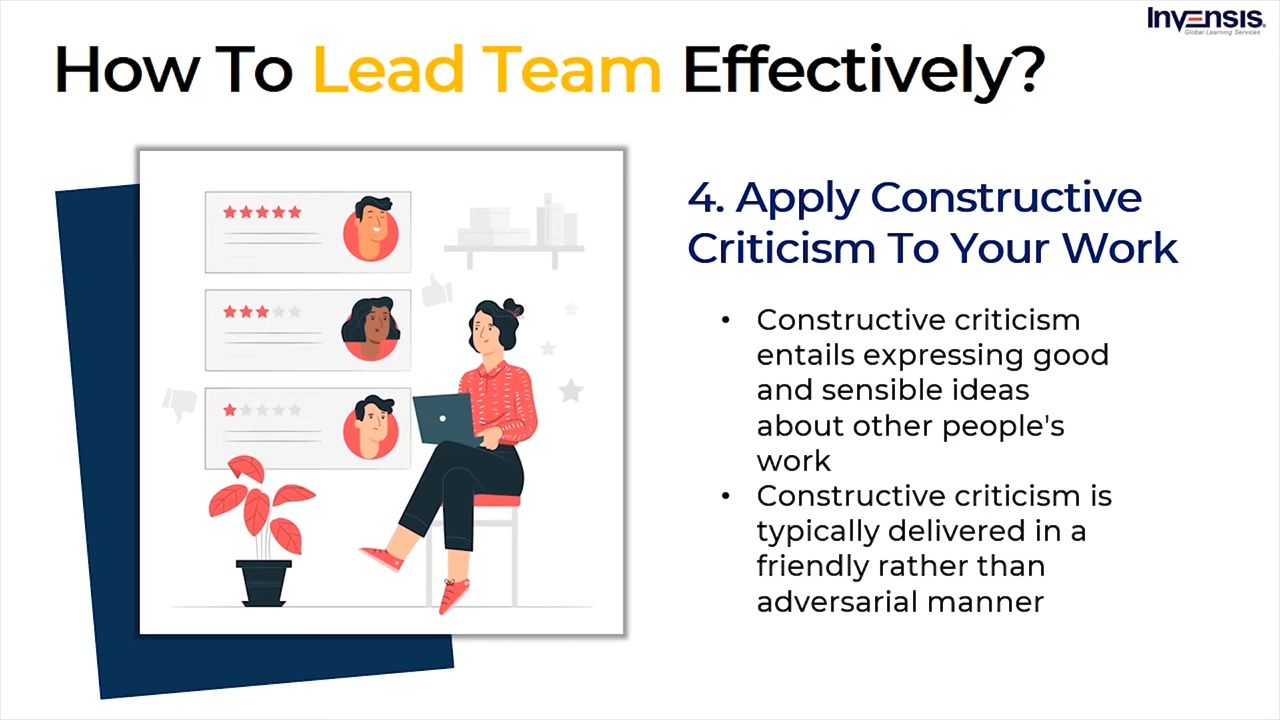 Invensis
Global Learning Services
How To Lead Team Effectively?
4. Apply Constructive
Criticism To Your Work
• Constructive criticism
entails expressing good
and sensible ideas
about other people's
work
• Constructive criticism is
typically delivered in a
friendly rather than
adversarial manner